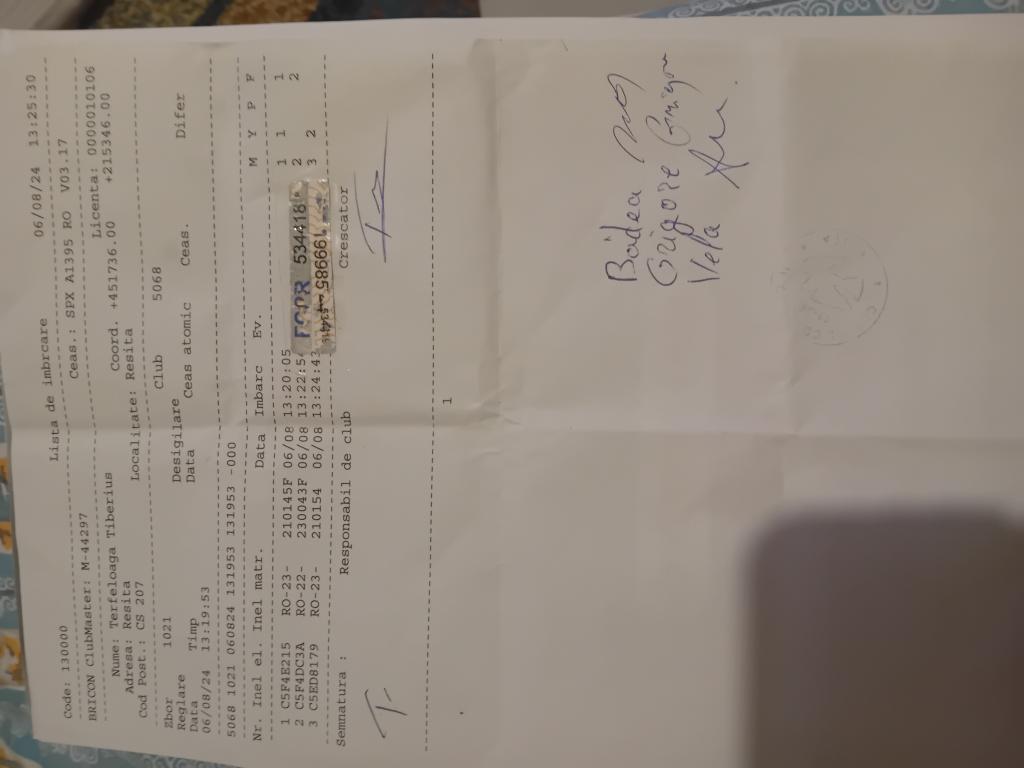 06/08/24 13:25:30
Lista de imbrcare
Code: 130000 Ceas.: SPX A1395 RO V03.17
BRICON ClubMaster: M-44297 Licenta: 0000010106
Nume: Terfeloaga Tiberius Coord. +451736.00 +215346.00
Adresa: Resita Localitate: Resita
Cod Post.: CS 207
Zbor 1021 Club 5068
Reglare Desigilare
Data Timp Data Ceas atomic Ceas. Difer
06/08/24 13:19:53
5068 1021 060824 131953 131953 -000
Nr. Inel el. Inel matr. Data Imbarc Ev. M Y P F
1 C5F4E215 RO-23- 210145F 06/08 13:20:05 1 1 1
2 C5F4DC3A RO-22- 230043F 06/08 13:22:5 FCPR 534418 2 2
3 C5ED8179 RO-23- 210154 06/08 13:24:43 58666 3 2
Semnatura : Responsabil de club Crescator
1
Badea
Grigore
Vela